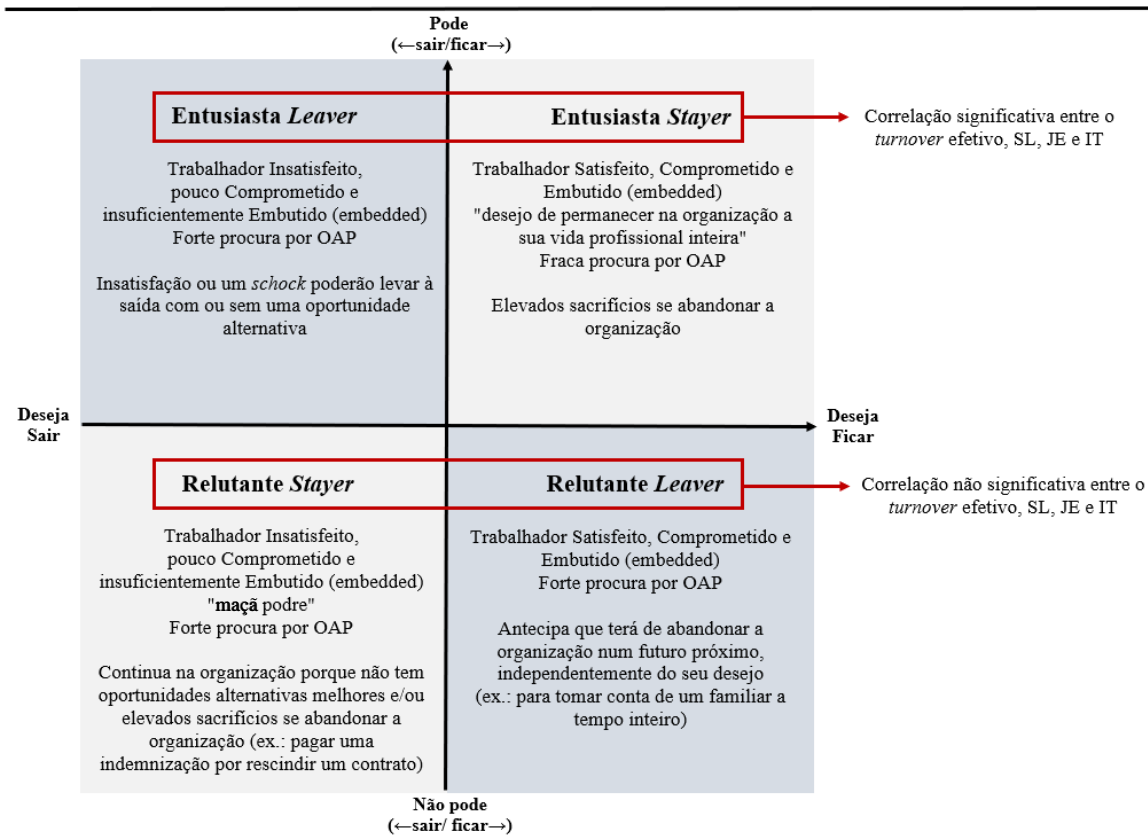 Pode
(←sair/ficar→)
Entusiasta Leaver
Trabalhador Insatisfeito,
pouco Comprometido e
insuficientemente Embutido (embedded)
Forte procura por OAP
Insatisfação ou um schock poderão levar à
saída com ou sem uma oportunidade
alternativa
Entusiasta Stayer
Trabalhador Satisfeito, Comprometido e
Embutido (embedded)
"desejo de permanecer na organização a
sua vida profissional inteira"
Fraca procura por OAP
Elevados sacrifícios se abandonar a
organização
Correlação significativa entre o
turnover efetivo, SL, JE e IT
Deseja
Sair
Deseja
Ficar
Relutante Stayer
Trabalhador Insatisfeito,
pouco Comprometido e
insuficientemente Embutido (embedded)
"maçã podre"
Forte procura por OAP
Continua na organização porque não tem
oportunidades alternativas melhores e/ou
elevados sacrifícios se abandonar a
organização (ex.: pagar uma
indemnização por rescindir um contrato)
Relutante Leaver
Trabalhador Satisfeito, Comprometido e
Embutido (embedded)
Forte procura por OAP
Antecipa que terá de abandonar a
organização num futuro próximo,
independentemente do seu desejo
(ex.: para tomar conta de um familiar a
tempo inteiro)
Correlação não significativa entre o
turnover efetivo, SL, JE e IT
Não pode
(←sair/ ficar→)